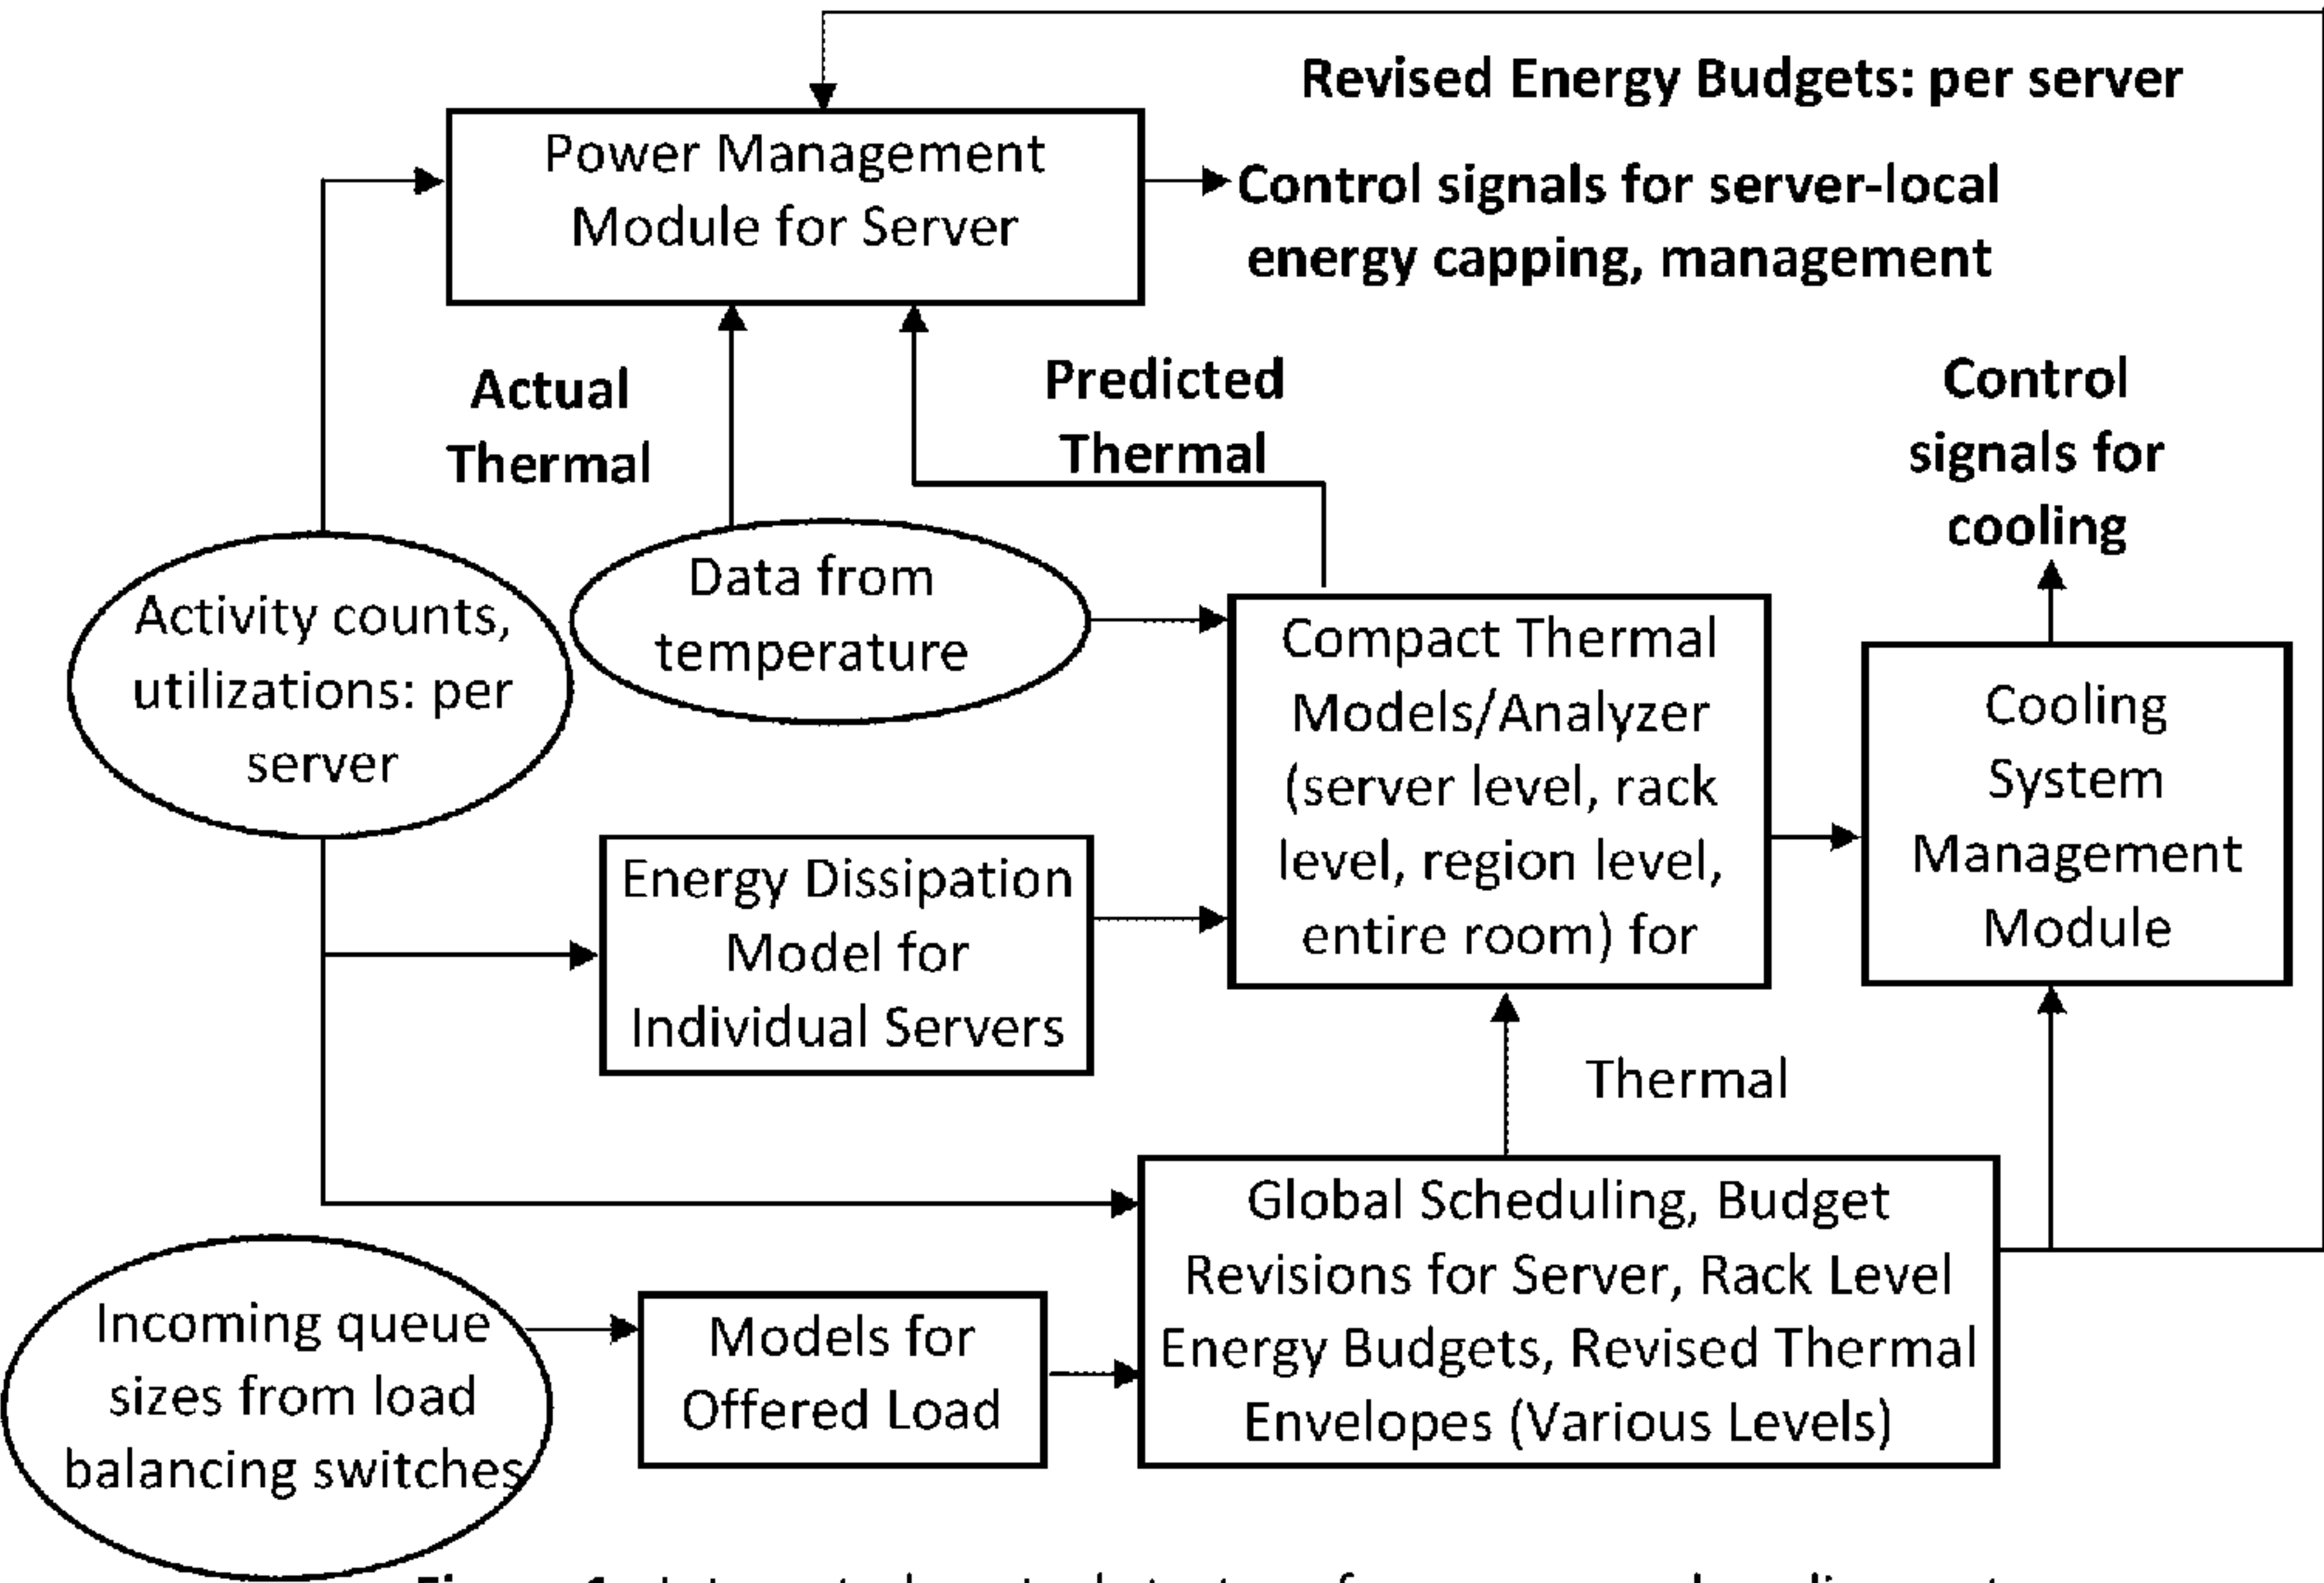 Revised Energy Budgets: per server
Power Management
Module for Server
Control signals for server-local
energy capping, management
Actual
Thermal
Predicted
Thermal
Control
signals for
cooling
Activity counts,
utilizations: per
server
Data from
temperature
Compact Thermal
Models/Analyzer
(server level, rack
level, region level,
entire room) for
Cooling
System
Management
Module
Energy Dissipation
Model for
Individual Servers
Thermal
Global Scheduling, Budget
Revisions for Server, Rack Level
Energy Budgets, Revised Thermal
Envelopes (Various Levels)
Incoming queue
sizes from load
balancing switches
Models for
Offered Load